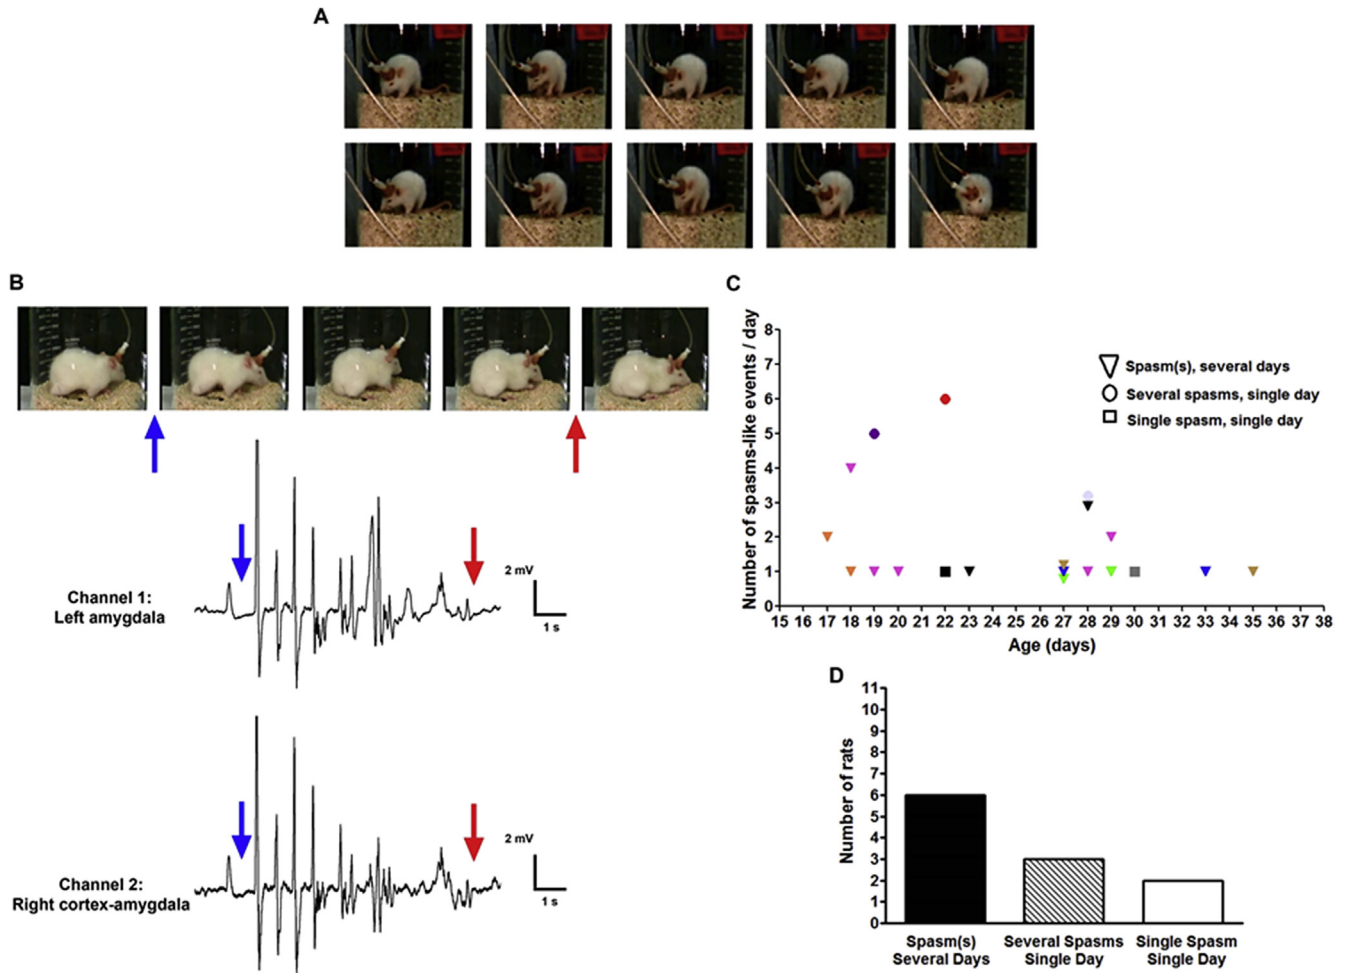 A
B
Channel 1:
Left amygdala
2 mV
1 s
Channel 2:
Right cortex-amygdala
2 mV
1 s
C
Number of spasms-like events / day
8
7
6
5
4
3
2
1
0
15 16 17 18 19 20 21 22 23 24 25 26 27 28 29 30 31 32 33 34 35 36 37 38
Age (days)
Spasm(s), several days
Several spasms, single day
Single spasm, single day
D
Number of rats
11
10
9
8
7
6
5
4
3
2
1
0
Spasm(s)
Several Days
Several Spasms
Single Day
Single Spasm
Single Day